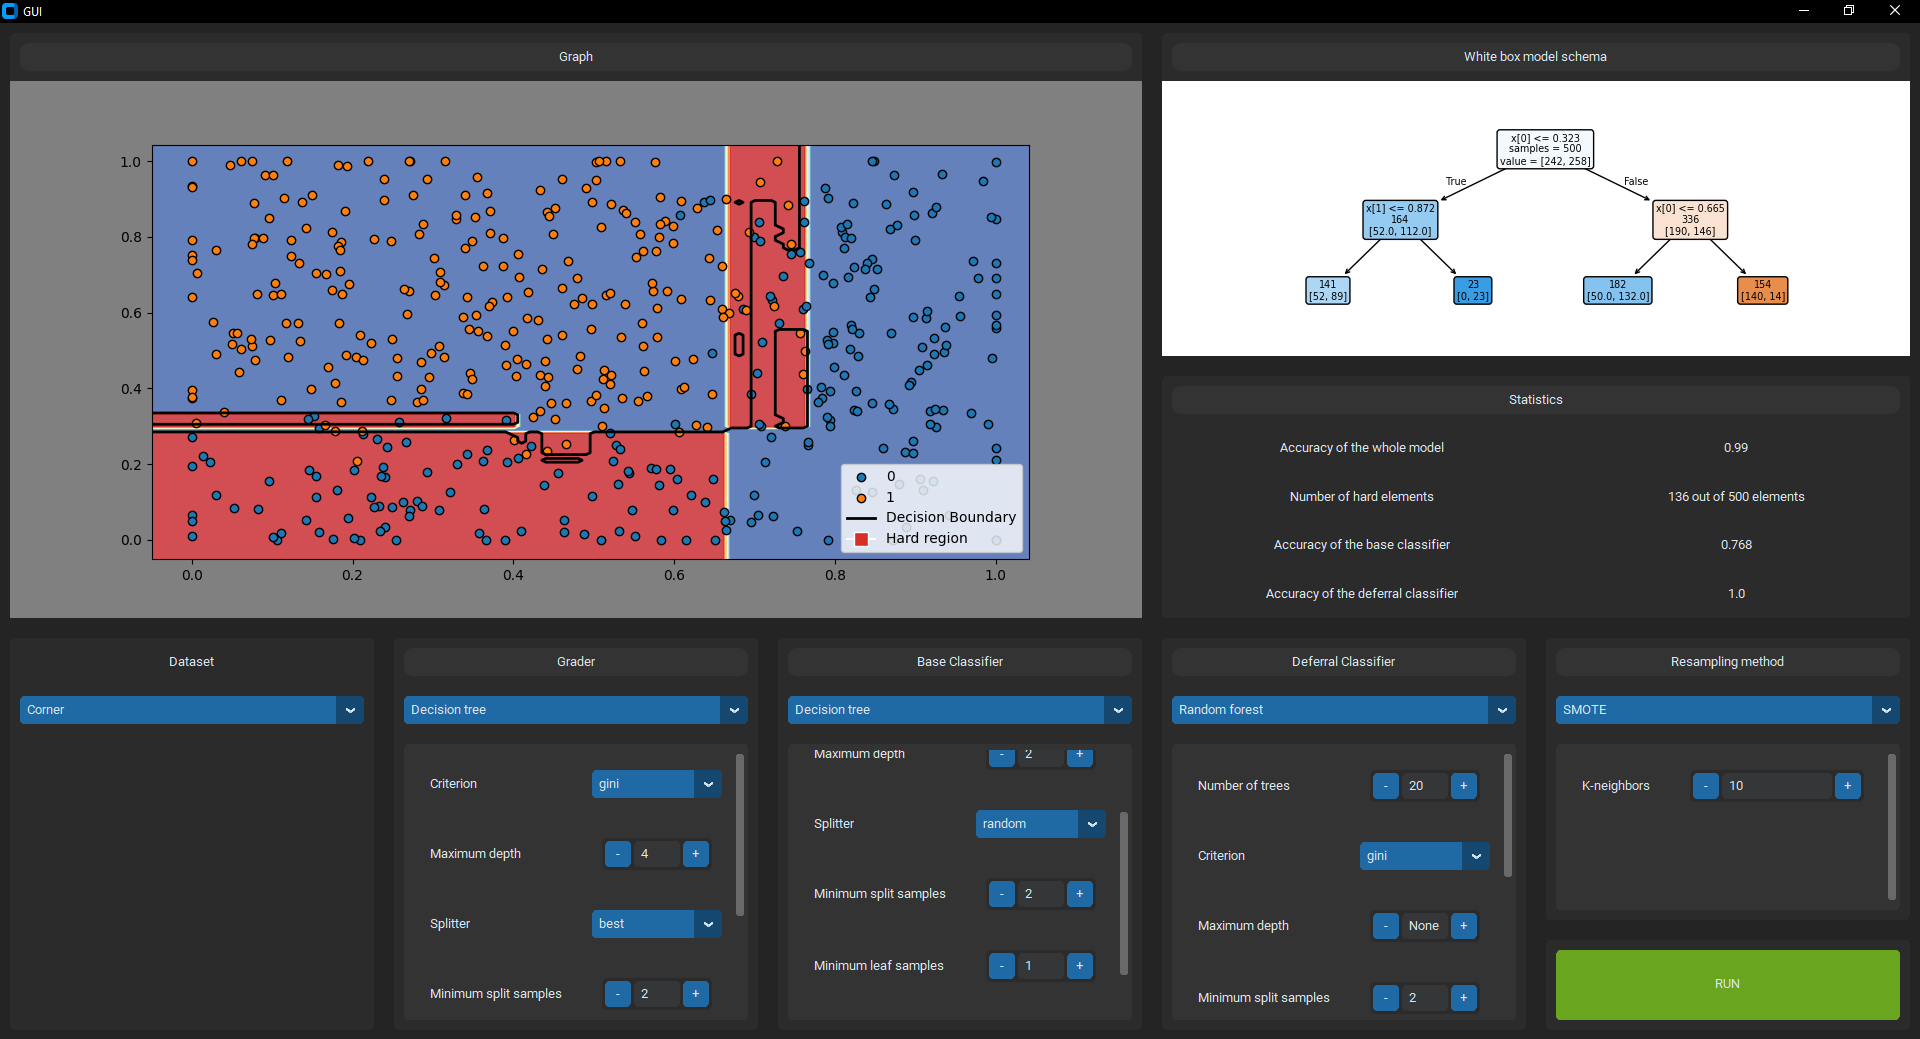 GUI
Graph
1.0
0.8
0.6
0.4
0.2
0.0
0.0 0.2 0.4 0.6 0.8 1.0
0
1
Decision Boundary
Hard region
White box model schema
x[0] <= 0.323
samples = 500
value = [242, 258]
True False
x[1] <= 0.872
164
[52.0, 112.0]
x[0] <= 0.665
336
[190, 146]
141
[52, 89]
23
[0, 23]
182
[50.0, 132.0]
154
[140, 14]
Statistics
Accuracy of the whole model 0.99
Number of hard elements 136 out of 500 elements
Accuracy of the base classifier 0.768
Accuracy of the deferral classifier 1.0
Dataset
Corner
Grader
Decision tree
Criterion gini
Maximum depth - 4 +
Splitter best
Minimum split samples - 2 +
Base Classifier
Decision tree
Maximum depth - 2 +
Splitter random
Minimum split samples - 2 +
Minimum leaf samples - 1 +
Deferral Classifier
Random forest
Number of trees - 20 +
Criterion gini
Maximum depth - None +
Minimum split samples - 2 +
Resampling method
SMOTE
K-neighbors - 10 +
RUN